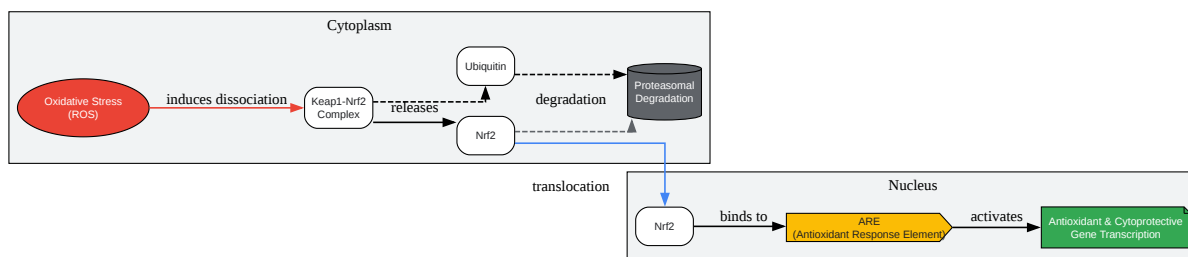 Cytoplasm
Ubiquitin
Oxidative Stress
(ROS)
induces dissociation
Keap1-Nrf2
Complex
releases
Nrf2
degradation
Proteasomal
Degradation
translocation
Nucleus
Nrf2
binds to
ARE
(Antioxidant Response Element)
activates
Antioxidant & Cytoprotective
Gene Transcription